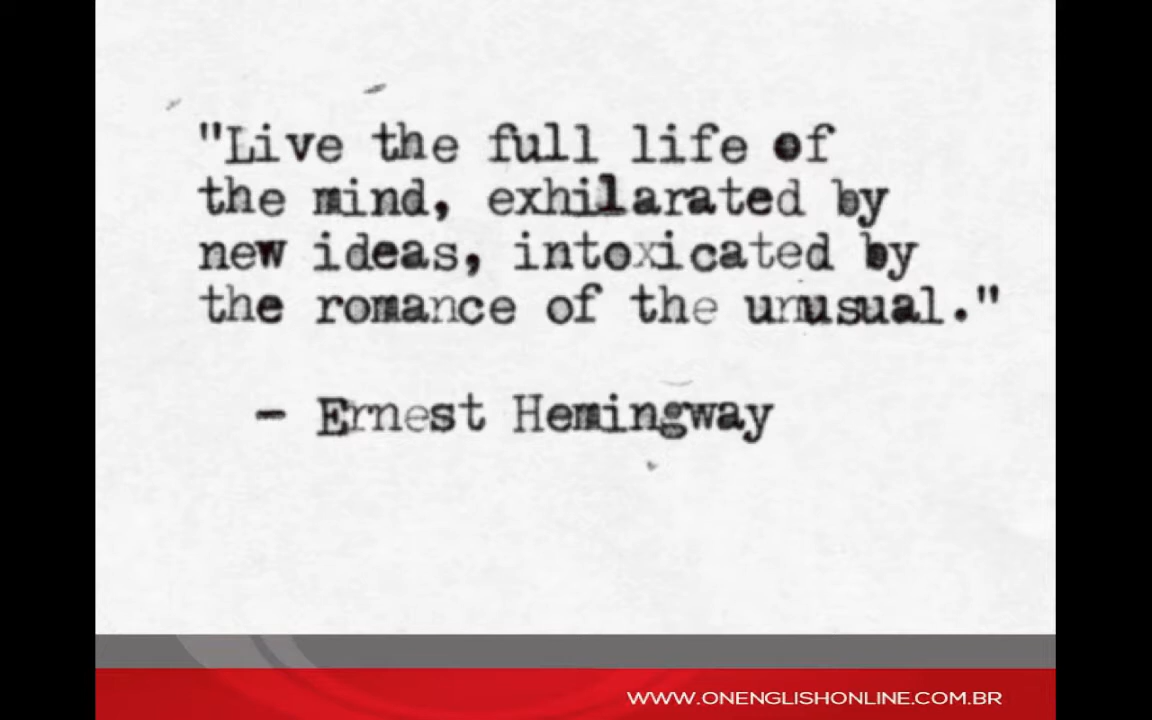 "Live the full life of
the mind, exhilarated by
new ideas, intoxicated by
the romance of the unusual."
- Ernest Hemingway
WWW.ONENGLISHONLINE.COM.BR